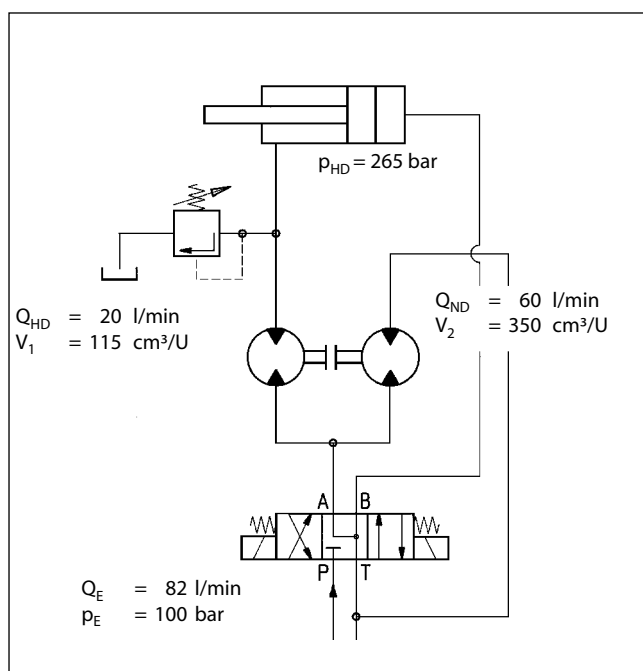 p_HD = 265 bar
Q_HD = 20 l/min
V_1 = 115 cm³/U
Q_ND = 60 l/min
V_2 = 350 cm³/U
A B
P T
Q_E = 82 l/min
p_E = 100 bar